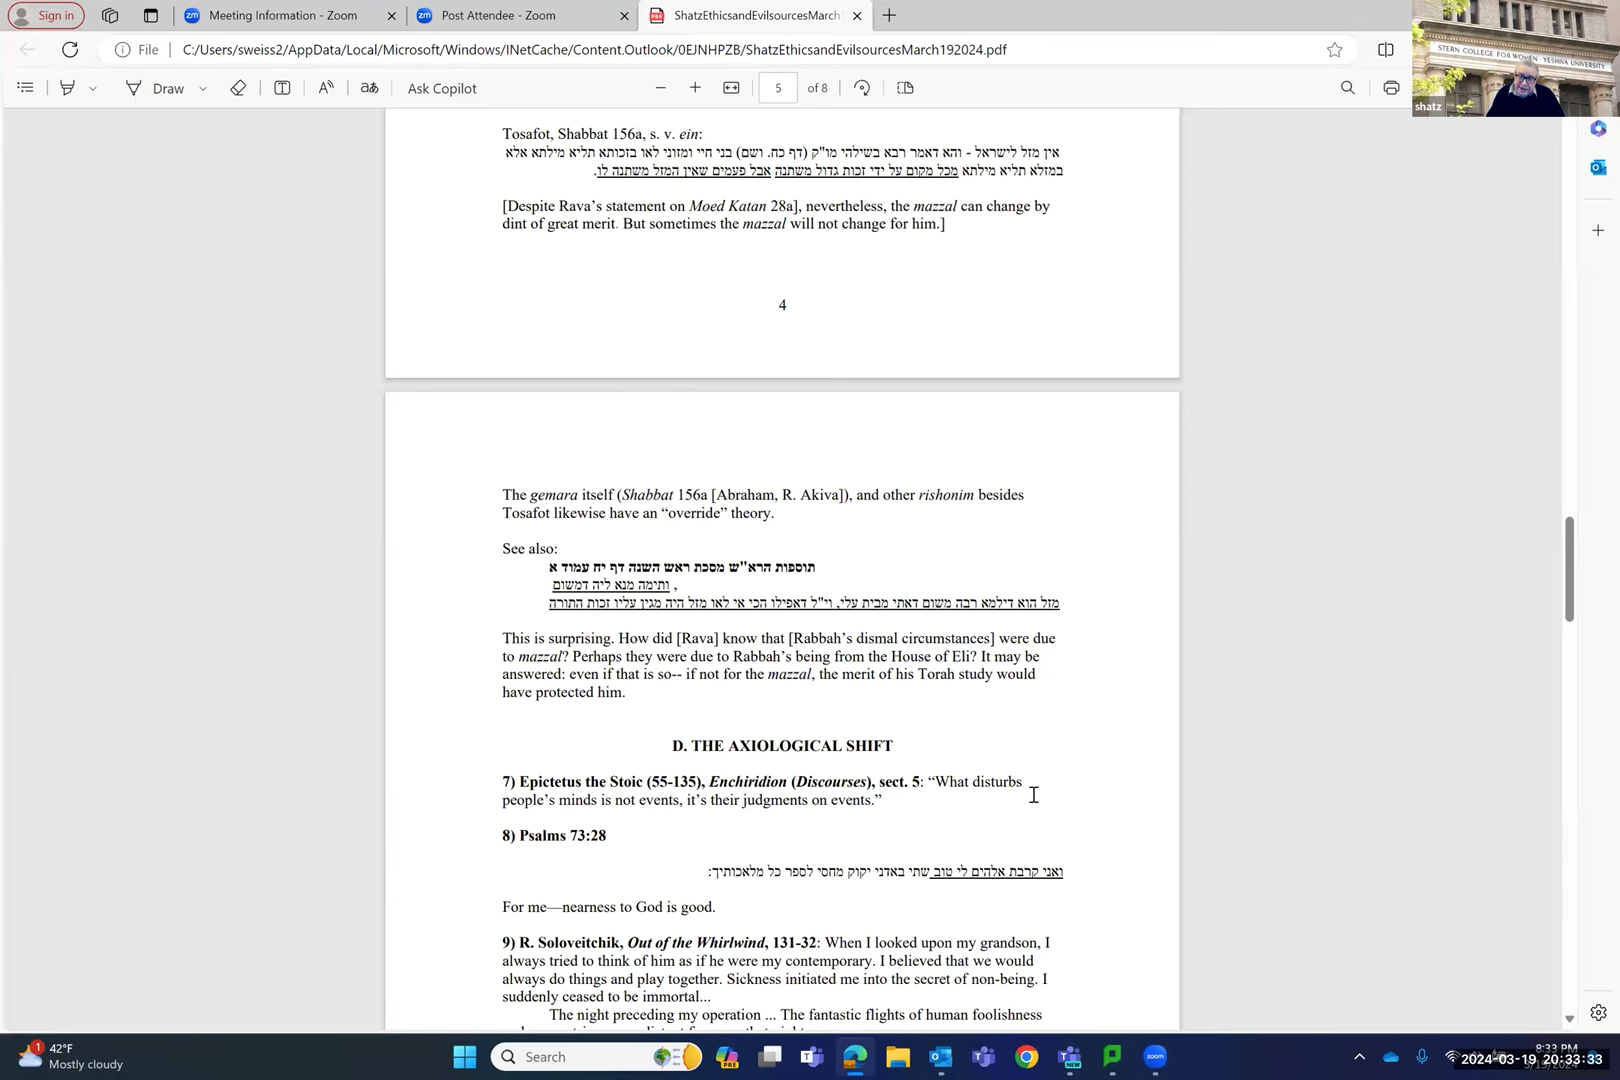 Sign in
Meeting Information - Zoom
Post Attendee - Zoom
ShatzEthicsandEvilsourcesMarch
File
C:/Users/sweiss2/AppData/Local/Microsoft/Windows/INetCache/Content.Outlook/0EJNHPZB/ShatzEthicsandEvilsourcesMarch192024.pdf
STERN COLLEGE FOR WOMEN · YESHIVA UNIVERSITY
shatz
Draw
Ask Copilot
5
of 8
Tosafot, Shabbat 156a, s. v. ein:
אין מזל לישראל - והא דאמר רבא בשילהי מו"ק (דף כח. ושם) בני חיי ומזוני לאו בזכותא תליא מילתא אלא
במזלא תליא מילתא מכל מקום על ידי זכות גדול משתנה אבל פעמים שאין המזל משתנה לו.
[Despite Rava's statement on Moed Katan 28a], nevertheless, the mazzal can change by
dint of great merit. But sometimes the mazzal will not change for him.]
4
The gemara itself (Shabbat 156a [Abraham, R. Akiva]), and other rishonim besides
Tosafot likewise have an “override” theory.
See also:
תוספות הרא"ש מסכת ראש השנה דף יח עמוד א
, ותימה מנא ליה דמשום
מזל הוא דילמא רבה משום דאתי מבית עלי, וי"ל דאפילו הכי אי לאו מזל היה מגין עליו זכות התורה
This is surprising. How did [Rava] know that [Rabbah’s dismal circumstances] were due
to mazzal? Perhaps they were due to Rabbah’s being from the House of Eli? It may be
answered: even if that is so-- if not for the mazzal, the merit of his Torah study would
have protected him.
D. THE AXIOLOGICAL SHIFT
7) Epictetus the Stoic (55-135), Enchiridion (Discourses), sect. 5: “What disturbs
people’s minds is not events, it’s their judgments on events.”
8) Psalms 73:28
ואני קרבת אלהים לי טוב שתי באדני יקוק מחסי לספר כל מלאכותיך:
For me—nearness to God is good.
9) R. Soloveitchik, Out of the Whirlwind, 131-32: When I looked upon my grandson, I
always tried to think of him as if he were my contemporary. I believed that we would
always do things and play together. Sickness initiated me into the secret of non-being. I
suddenly ceased to be immortal...
The night preceding my operation ... The fantastic flights of human foolishness
1
42°F
Mostly cloudy
Search
PRE
NEW
zoom
2024-03-19 20:33:33